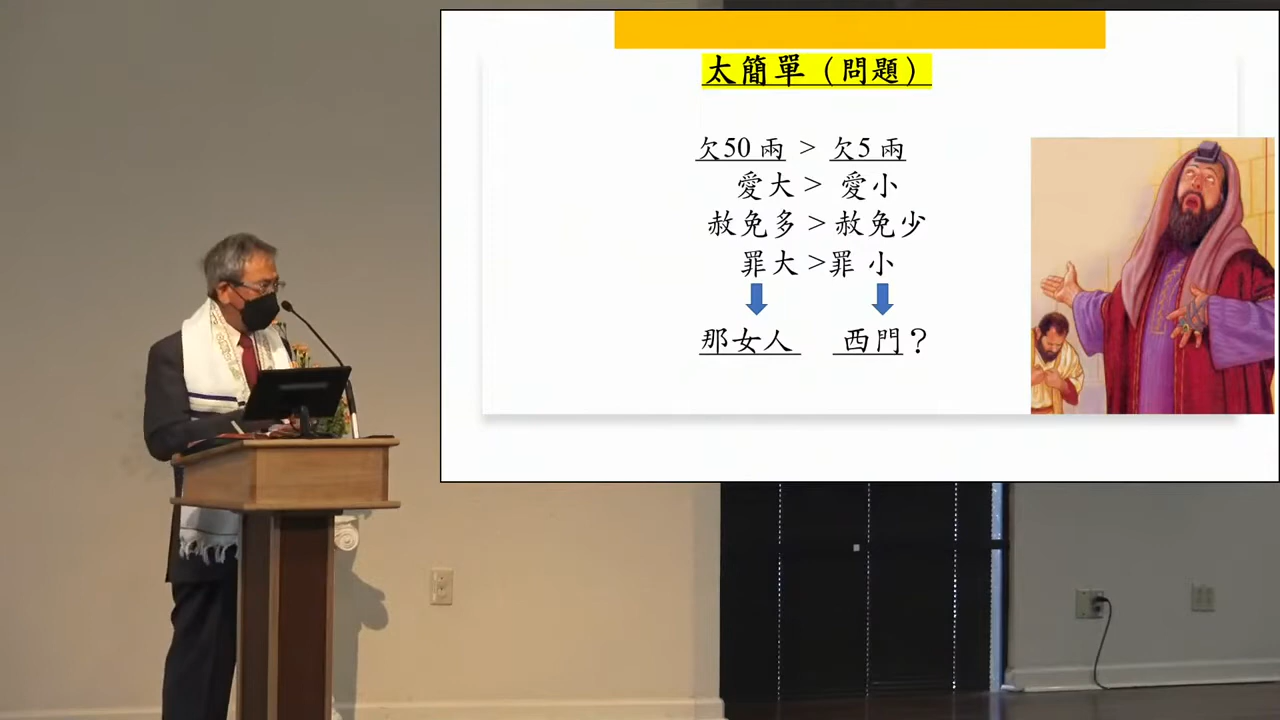 太簡單（問題）
欠50 兩 > 欠5 兩
愛大 > 愛小
赦免多 > 赦免少
罪大 >罪 小
那女人 西門？